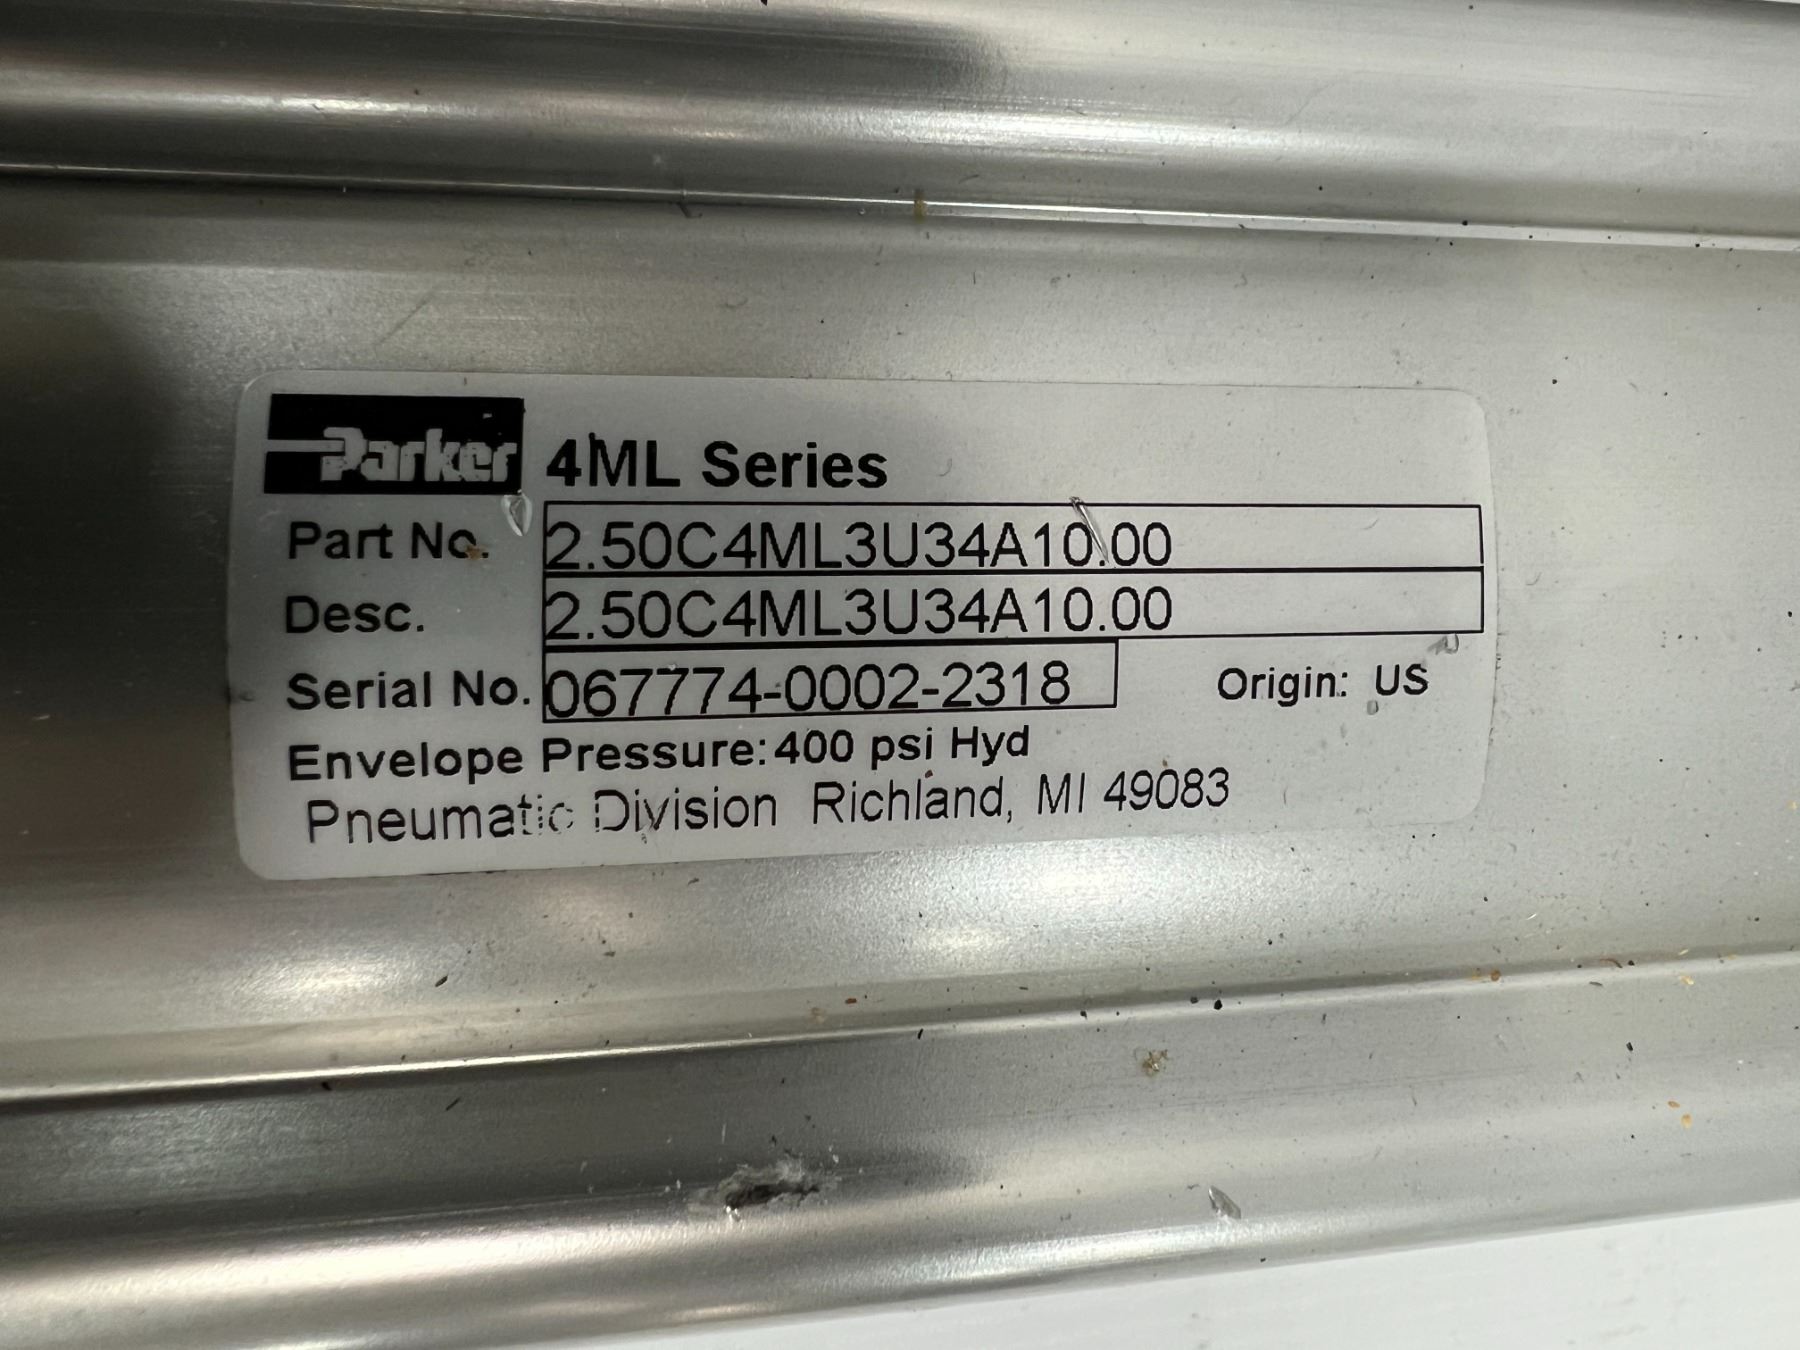 Parker 4ML Series
Part No. 2.50C4ML3U34A10.00
Desc. 2.50C4ML3U34A10.00
Serial No. 067774-0002-2318 Origin: US
Envelope Pressure: 400 psi Hyd
Pneumatic Division Richland, MI 49083